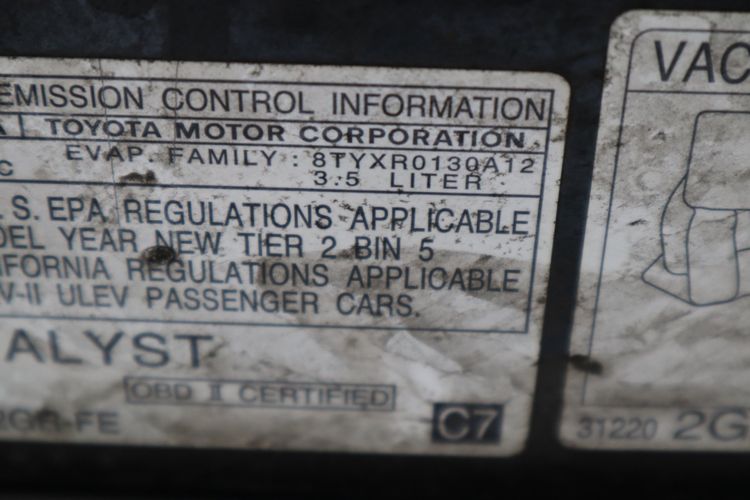 EMISSION CONTROL INFORMATION
TOYOTA MOTOR CORPORATION
EVAP. FAMILY : 8TYXR0130A12
C 3.5 LITER
. S. EPA REGULATIONS APPLICABLE
DEL YEAR NEW TIER 2 BIN 5
IFORNIA REGULATIONS APPLICABLE
V-II ULEV PASSENGER CARS.
ALYST
OBD II CERTIFIED
2GR-FE
C7
VAC
31220 2G